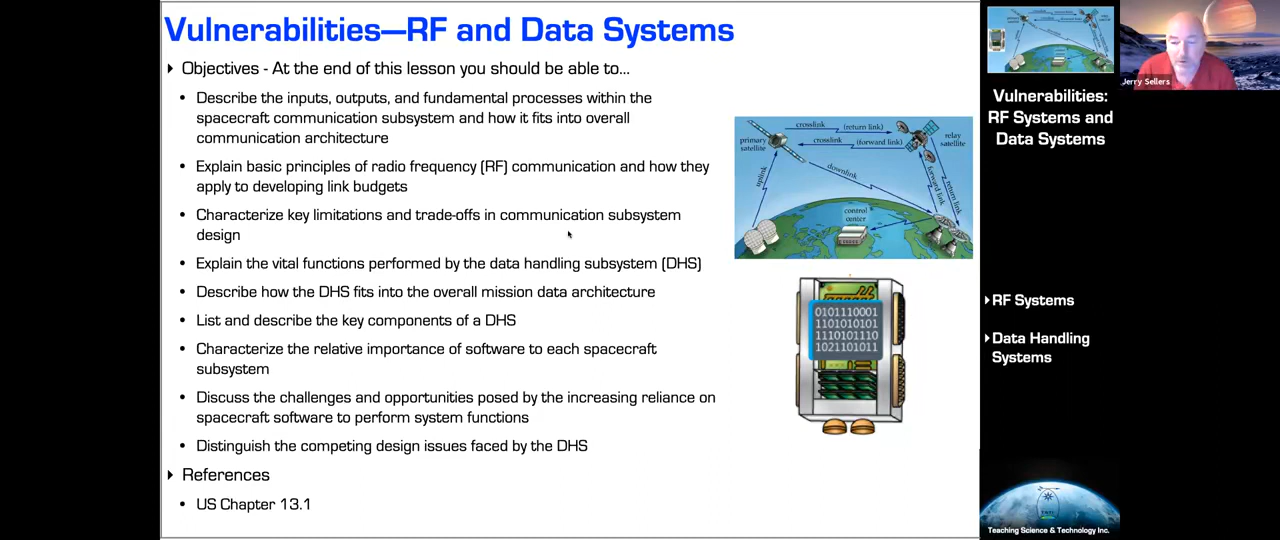 Vulnerabilities—RF and Data Systems
Objectives - At the end of this lesson you should be able to...
Describe the inputs, outputs, and fundamental processes within the
spacecraft communication subsystem and how it fits into overall
communication architecture
Explain basic principles of radio frequency (RF) communication and how they
apply to developing link budgets
Characterize key limitations and trade-offs in communication subsystem
design
Explain the vital functions performed by the data handling subsystem (DHS)
Describe how the DHS fits into the overall mission data architecture
List and describe the key components of a DHS
Characterize the relative importance of software to each spacecraft
subsystem
Discuss the challenges and opportunities posed by the increasing reliance on
spacecraft software to perform system functions
Distinguish the competing design issues faced by the DHS
References
US Chapter 13.1
crosslink (return link)
crosslink (forward link)
primary
satellite
relay
satellite
uplink
downlink
forward link
return link
control
center
0101110001
1101010101
1110101110
1021101011
Vulnerabilities:
RF Systems and
Data Systems
RF Systems
Data Handling
Systems
Teaching Science & Technology Inc.
Jerry Sellers